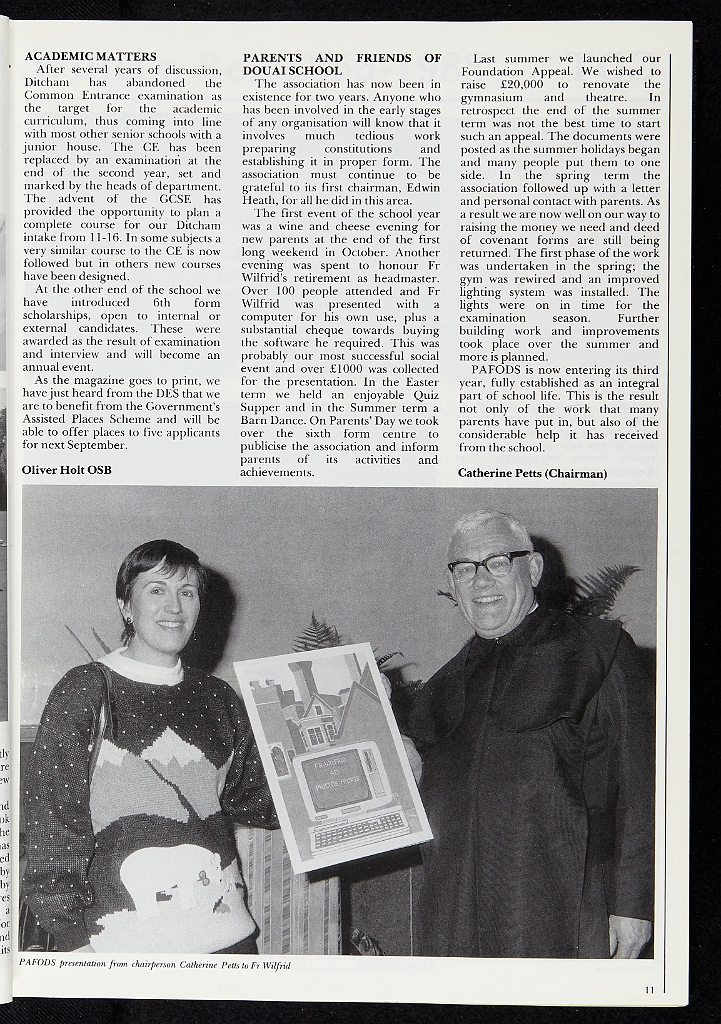 ACADEMIC MATTERS
After several years of discussion,
Ditcham has abandoned the
Common Entrance examination as
the target for the academic
curriculum, thus coming into line
with most other senior schools with a
junior house. The CE has been
replaced by an examination at the
end of the second year, set and
marked by the heads of department.
The advent of the GCSE has
provided the opportunity to plan a
complete course for our Ditcham
intake from 11-16. In some subjects a
very similar course to the CE is now
followed but in others new courses
have been designed.
At the other end of the school we
have introduced 6th form
scholarships, open to internal or
external candidates. These were
awarded as the result of examination
and interview and will become an
annual event.
As the magazine goes to print, we
have just heard from the DES that we
are to benefit from the Government's
Assisted Places Scheme and will be
able to offer places to five applicants
for next September.
Oliver Holt OSB
PARENTS AND FRIENDS OF
DOUAI SCHOOL
The association has now been in
existence for two years. Anyone who
has been involved in the early stages
of any organisation will know that it
involves much tedious work
preparing constitutions and
establishing it in proper form. The
association must continue to be
grateful to its first chairman, Edwin
Heath, for all he did in this area.
The first event of the school year
was a wine and cheese evening for
new parents at the end of the first
long weekend in October. Another
evening was spent to honour Fr
Wilfrid's retirement as headmaster.
Over 100 people attended and Fr
Wilfrid was presented with a
computer for his own use, plus a
substantial cheque towards buying
the software he required. This was
probably our most successful social
event and over £1000 was collected
for the presentation. In the Easter
term we held an enjoyable Quiz
Supper and in the Summer term a
Barn Dance. On Parents' Day we took
over the sixth form centre to
publicise the association and inform
parents of its activities and
achievements.
Last summer we launched our
Foundation Appeal. We wished to
raise £20,000 to renovate the
gymnasium and theatre. In
retrospect the end of the summer
term was not the best time to start
such an appeal. The documents were
posted as the summer holidays began
and many people put them to one
side. In the spring term the
association followed up with a letter
and personal contact with parents. As
a result we are now well on our way to
raising the money we need and deed
of covenant forms are still being
returned. The first phase of the work
was undertaken in the spring; the
gym was rewired and an improved
lighting system was installed. The
lights were on in time for the
examination season. Further
building work and improvements
took place over the summer and
more is planned.
PAFODS is now entering its third
year, fully established as an integral
part of school life. This is the result
not only of the work that many
parents have put in, but also of the
considerable help it has received
from the school.
Catherine Petts (Chairman)
FR WILFRID
AD
MULTOS ANNOS
PAFODS presentation from chairperson Catherine Petts to Fr Wilfrid
11